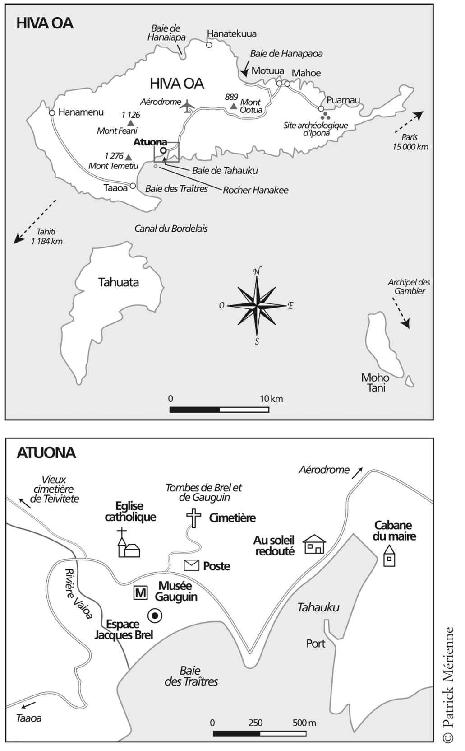 HIVA OA
Hanatekuua
Baie de
Hanaiapa
Baie de Hanapaoa
Motuua
Mahoe
HIVA OA
Puamau
Aérodrome
889
Mont
Ootua
Hanamenu
1 126
Mont Feani
Site archéologique
d'Ipona
Atuona
1 276
Mont Temetiu
Paris
15 000 km
Baie de Tahauku
Taaoa
Baie des Traîtres
Rocher Hanakee
Tahiti
1 184 km
Canal du Bordelais
Tahuata
N
O
E
S
Archipel des
Gambier
Moho
Tani
0
10 km
ATUONA
Vieux
cimetière
de Teivitete
Tombes de Brel et
de Gauguin
Aérodrome
Eglise
catholique
Cimetière
Au soleil
redouté
Cabane
du maire
Poste
Rivière Vaioa
M
Musée
Gauguin
Espace
Jacques Brel
Tahauku
Port
Baie
des Traîtres
Taaoa
0
250
500 m
© Patrick Mérienne